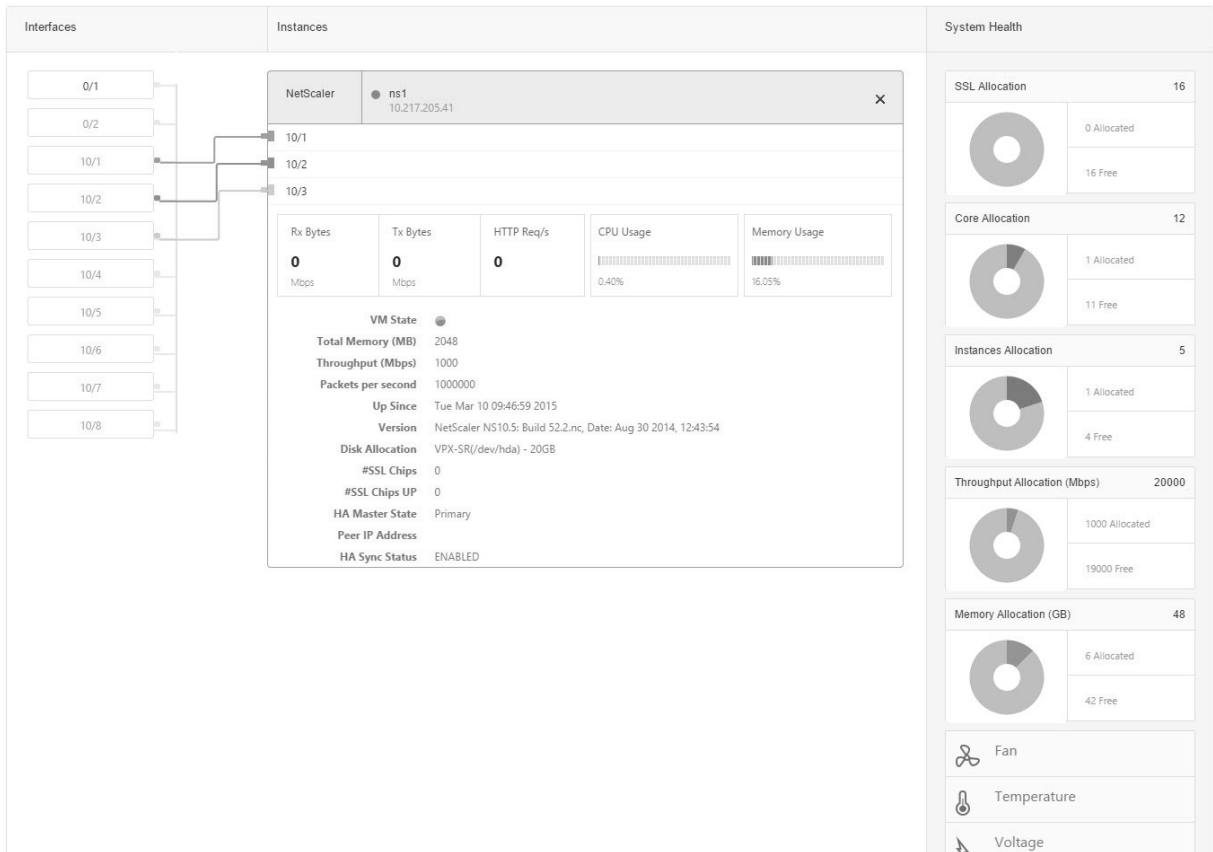 Interfaces
0/1
0/2
10/1
10/2
10/3
10/4
10/5
10/6
10/7
10/8
Instances
NetScaler
ns1
10.217.205.41
×
10/1
10/2
10/3
Rx Bytes
0
Mbps
Tx Bytes
0
Mbps
HTTP Req/s
0
CPU Usage
0.40%
Memory Usage
16.05%
VM State
Total Memory (MB) 2048
Throughput (Mbps) 1000
Packets per second 1000000
Up Since Tue Mar 10 09:46:59 2015
Version NetScaler NS10.5: Build 52.2.nc, Date: Aug 30 2014, 12:43:54
Disk Allocation VPX-SR(/dev/hda) - 20GB
#SSL Chips 0
#SSL Chips UP 0
HA Master State Primary
Peer IP Address
HA Sync Status ENABLED
System Health
SSL Allocation 16
0 Allocated
16 Free
Core Allocation 12
1 Allocated
11 Free
Instances Allocation 5
1 Allocated
4 Free
Throughput Allocation (Mbps) 20000
1000 Allocated
19000 Free
Memory Allocation (GB) 48
6 Allocated
42 Free
Fan
Temperature
Voltage